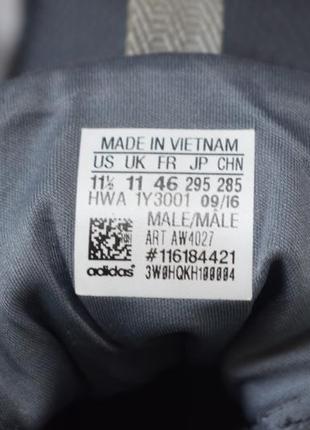 MADE IN VIETNAM
US UK FR JP CHN
11½ 11 46 295 285
HWA 1Y3001 09/16
MALE/MÂLE
ART AW4027
#116184421
adidas 3W0HQKH100004